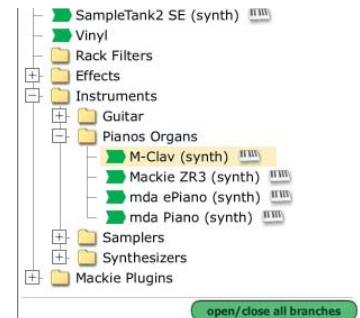 SampleTank2 SE (synth)
Vinyl
Rack Filters
Effects
Instruments
Guitar
Pianos Organs
M-Clav (synth)
Mackie ZR3 (synth)
mda ePiano (synth)
mda Piano (synth)
Samplers
Synthesizers
Mackie Plugins
open/close all branches